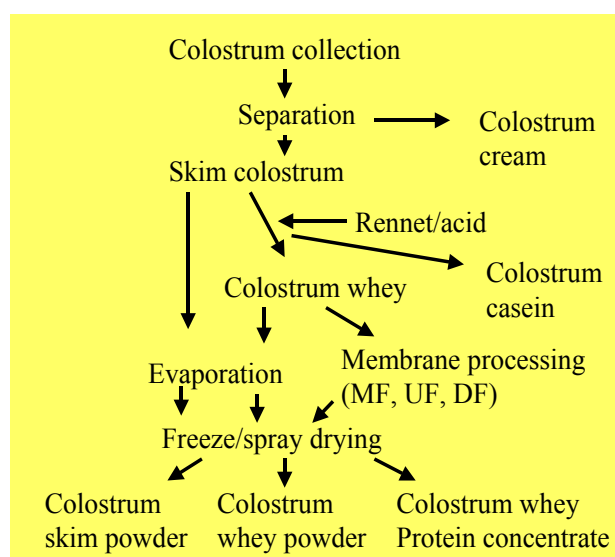 Colostrum collection
Separation
Colostrum
cream
Skim colostrum
Rennet/acid
Colostrum
casein
Colostrum whey
Membrane processing
(MF, UF, DF)
Evaporation
Freeze/spray drying
Colostrum
skim powder
Colostrum
whey powder
Colostrum whey
Protein concentrate